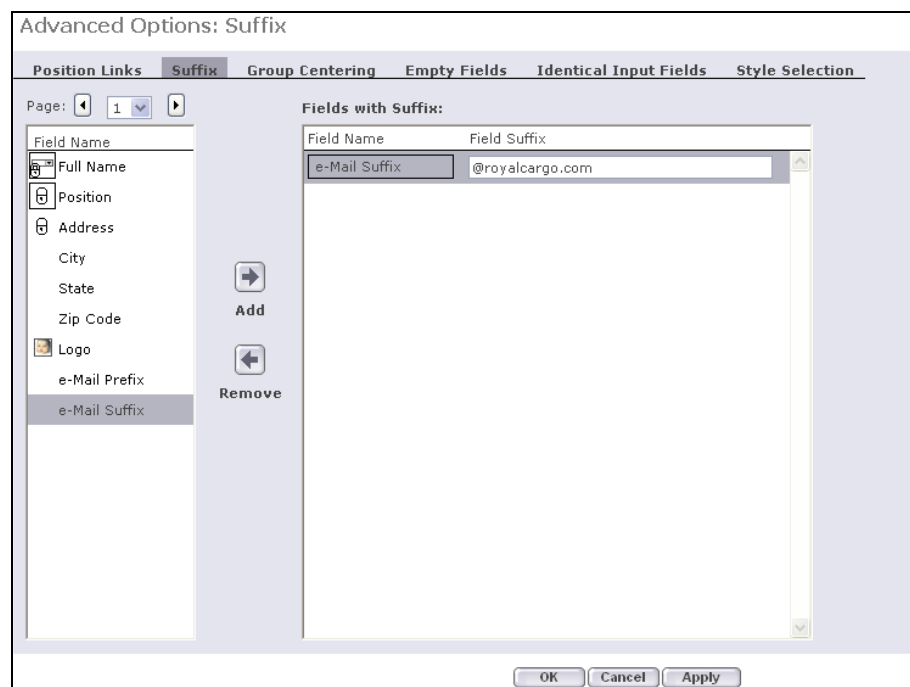 Advanced Options: Suffix
Position Links Suffix Group Centering Empty Fields Identical Input Fields Style Selection
Page: 1
Field Name
Full Name
Position
Address
City
State
Zip Code
Logo
e-Mail Prefix
e-Mail Suffix
Add
Remove
Fields with Suffix:
Field Name Field Suffix
e-Mail Suffix @royalcargo.com
OK Cancel Apply